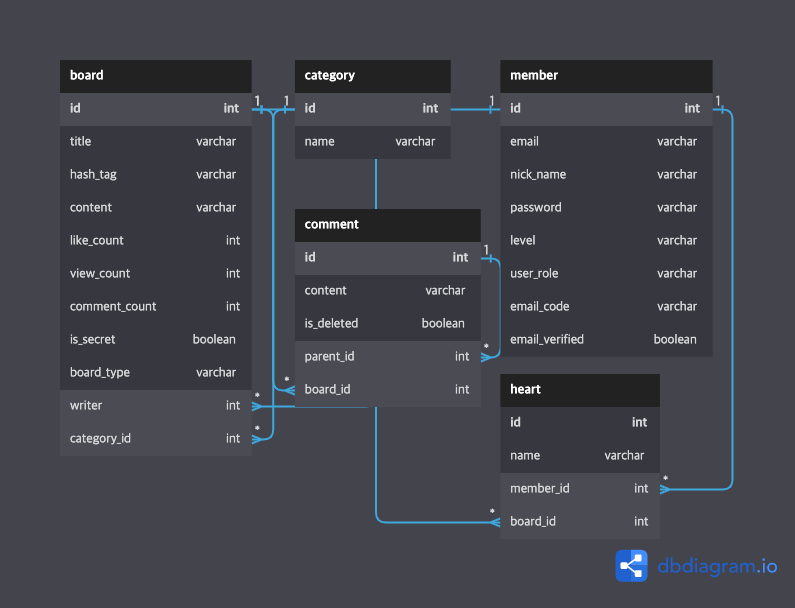 board
id int
title varchar
hash_tag varchar
content varchar
like_count int
view_count int
comment_count int
is_secret boolean
board_type varchar
writer int
category_id int
1
*
*
category
id int
name varchar
1
comment
id int
content varchar
is_deleted boolean
parent_id int
board_id int
1
*
*
member
id int
email varchar
nick_name varchar
password varchar
level varchar
user_role varchar
email_code varchar
email_verified boolean
1
1
heart
id int
name varchar
member_id int
board_id int
*
*
dbdiagram.io